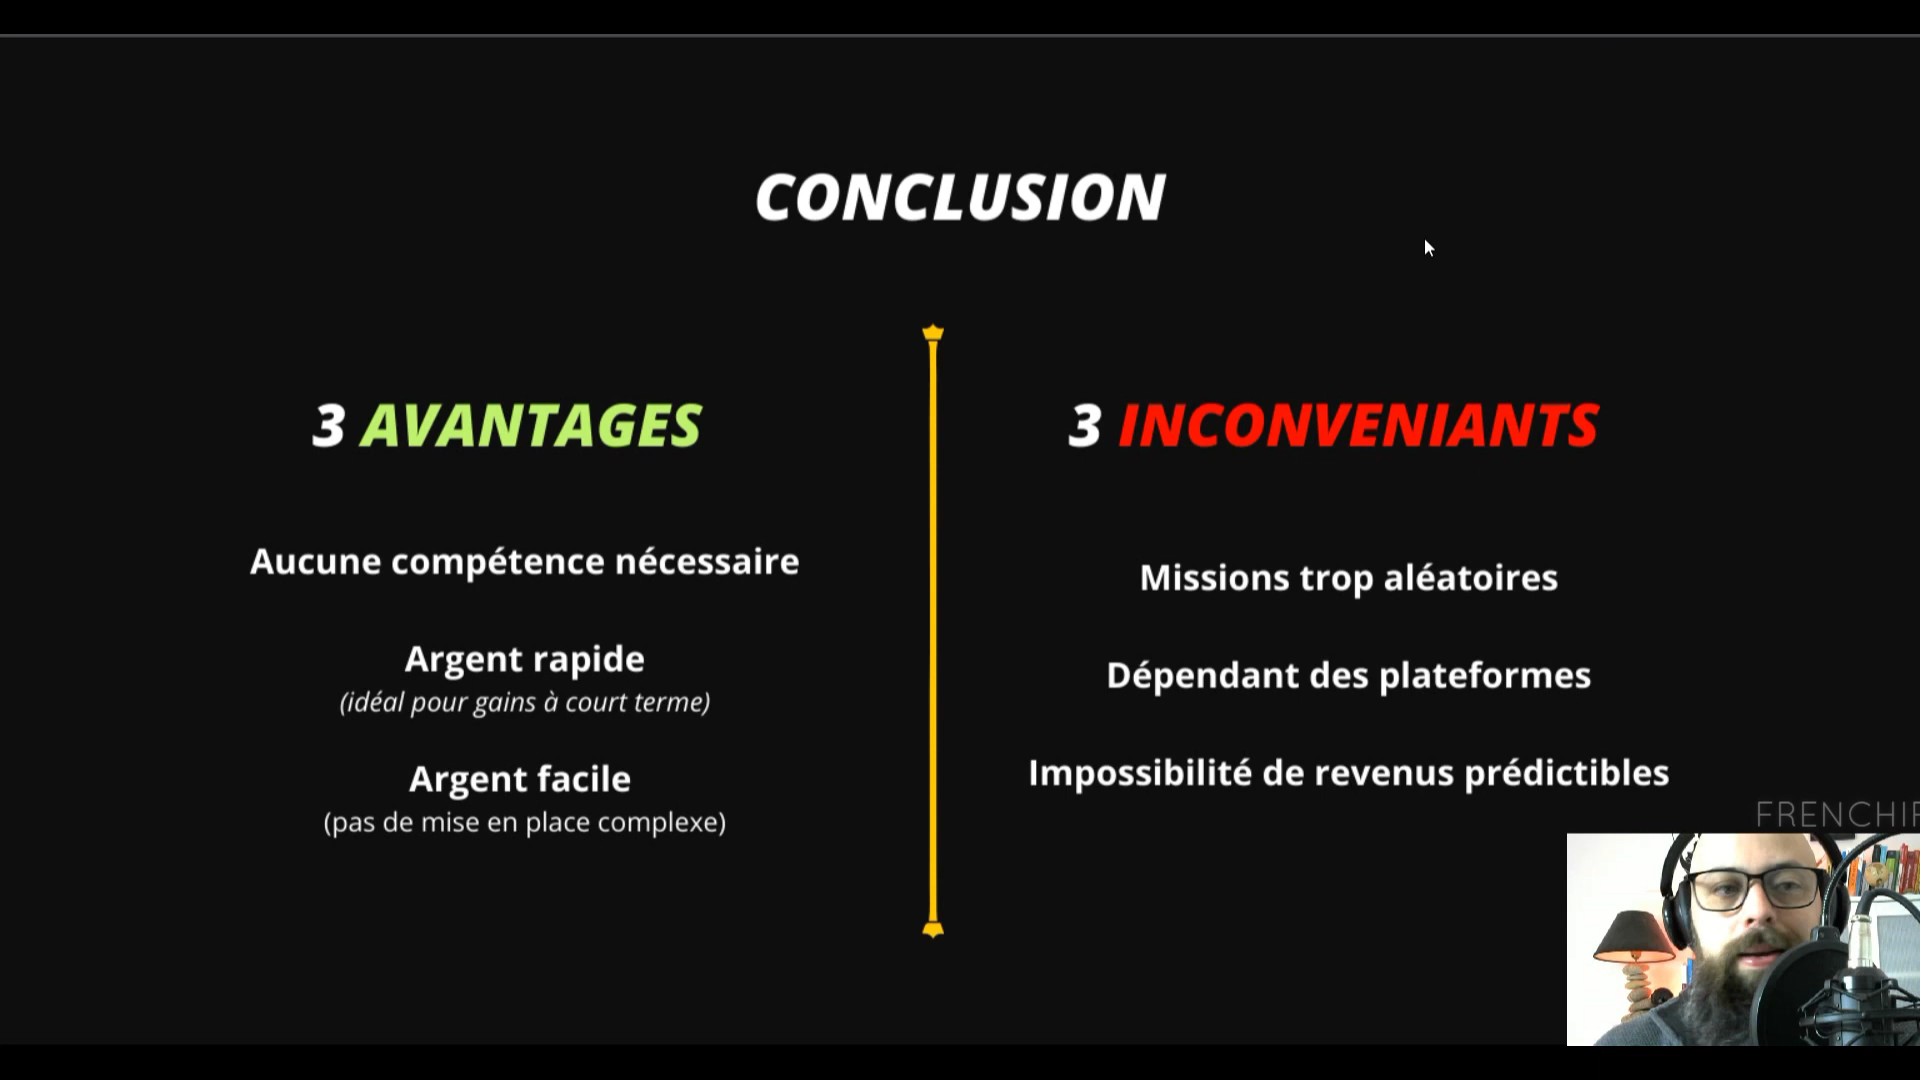 CONCLUSION
3 AVANTAGES
Aucune compétence nécessaire
Argent rapide
(idéal pour gains à court terme)
Argent facile
(pas de mise en place complexe)
3 INCONVENIANTS
Missions trop aléatoires
Dépendant des plateformes
Impossibilité de revenus prédictibles